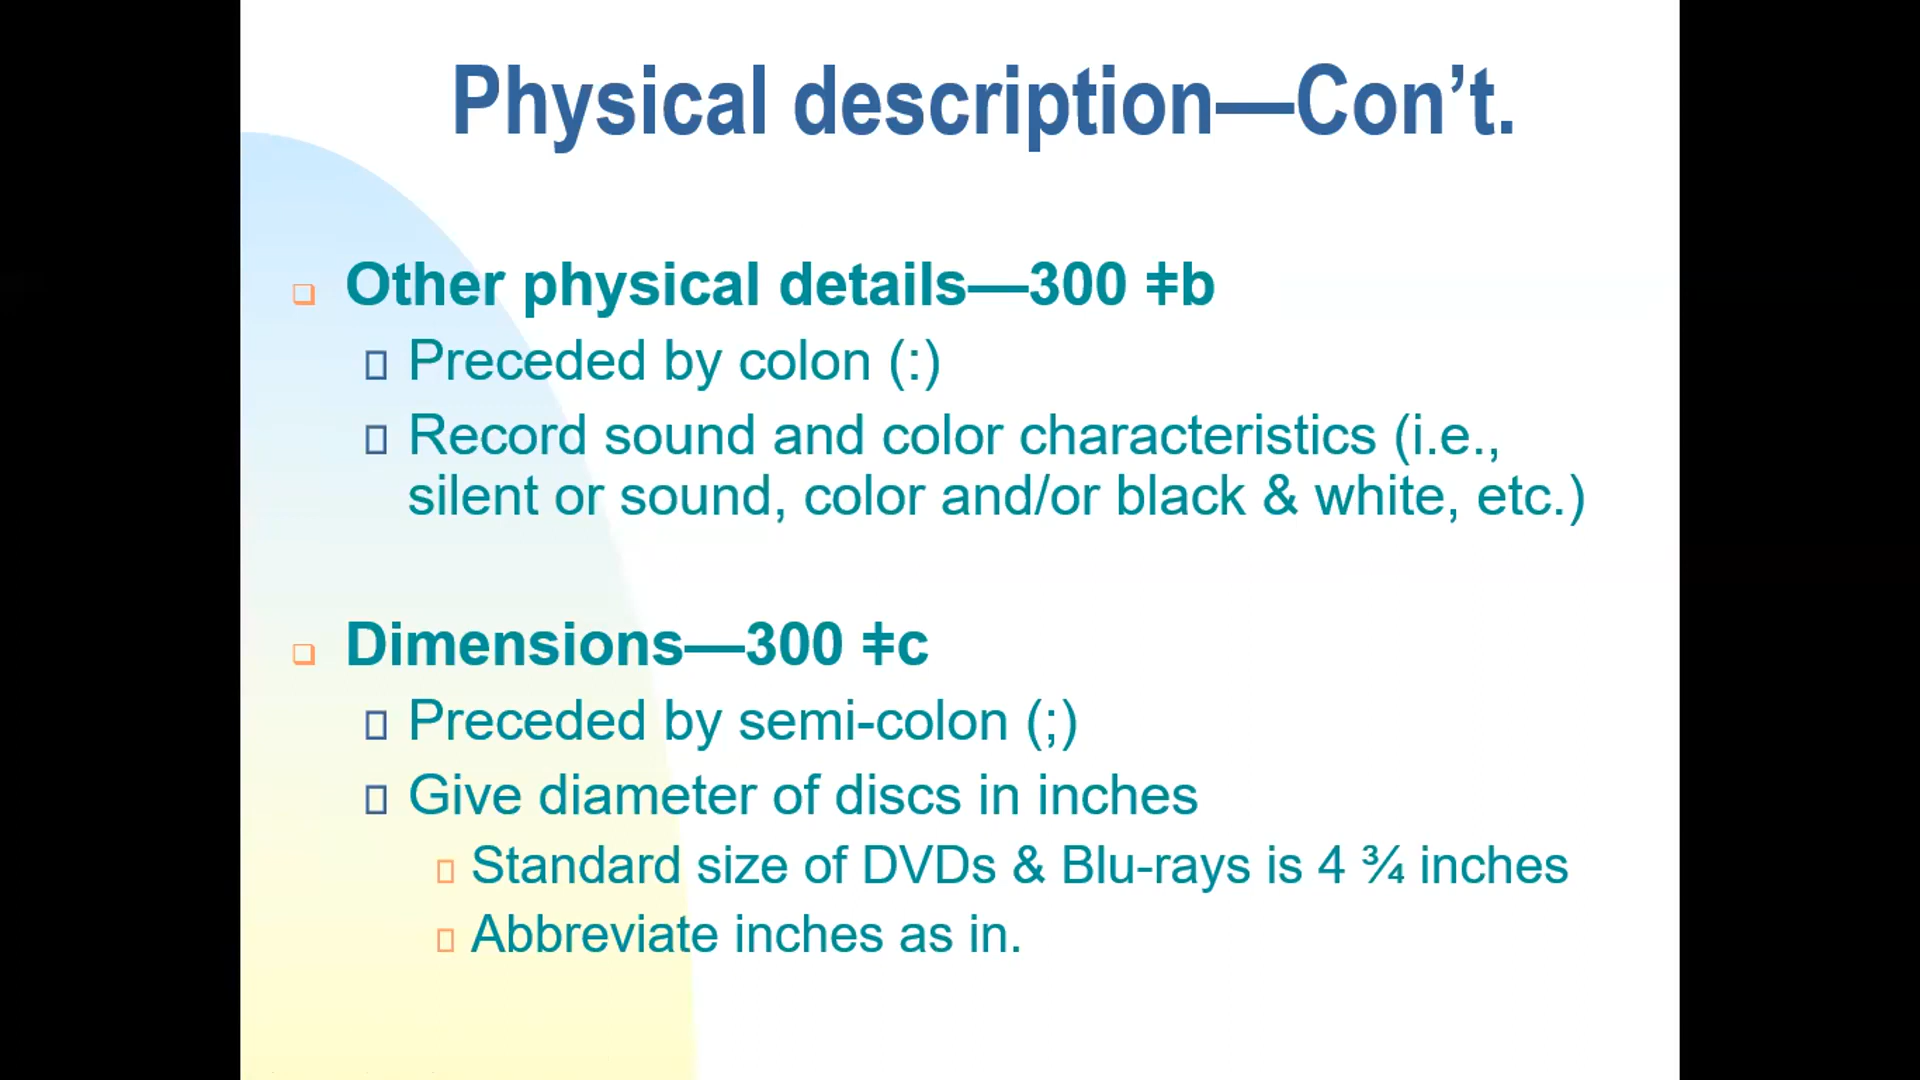 Physical description—Con’t.
Other physical details—300 ǂb
Preceded by colon (:)
Record sound and color characteristics (i.e.,
silent or sound, color and/or black & white, etc.)
Dimensions—300 ǂc
Preceded by semi-colon (;)
Give diameter of discs in inches
Standard size of DVDs & Blu-rays is 4 ¾ inches
Abbreviate inches as in.